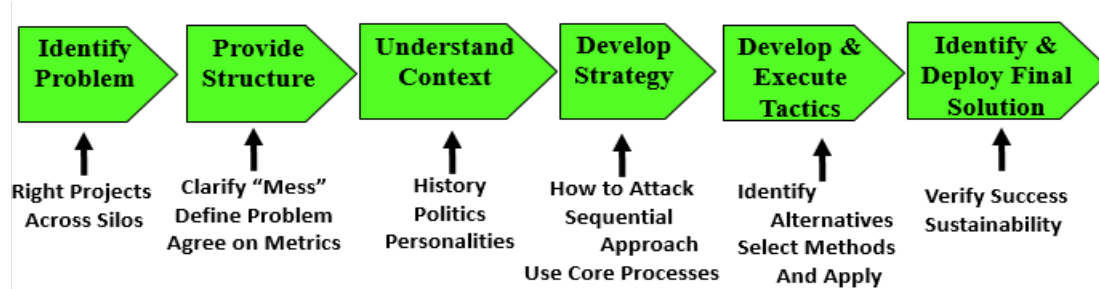 Identify
Problem
Provide
Structure
Understand
Context
Develop
Strategy
Develop &
Execute
Tactics
Identify &
Deploy Final
Solution
Right Projects
Across Silos
Clarify “Mess”
Define Problem
Agree on Metrics
History
Politics
Personalities
How to Attack
Sequential
Approach
Use Core Processes
Identify
Alternatives
Select Methods
And Apply
Verify Success
Sustainability